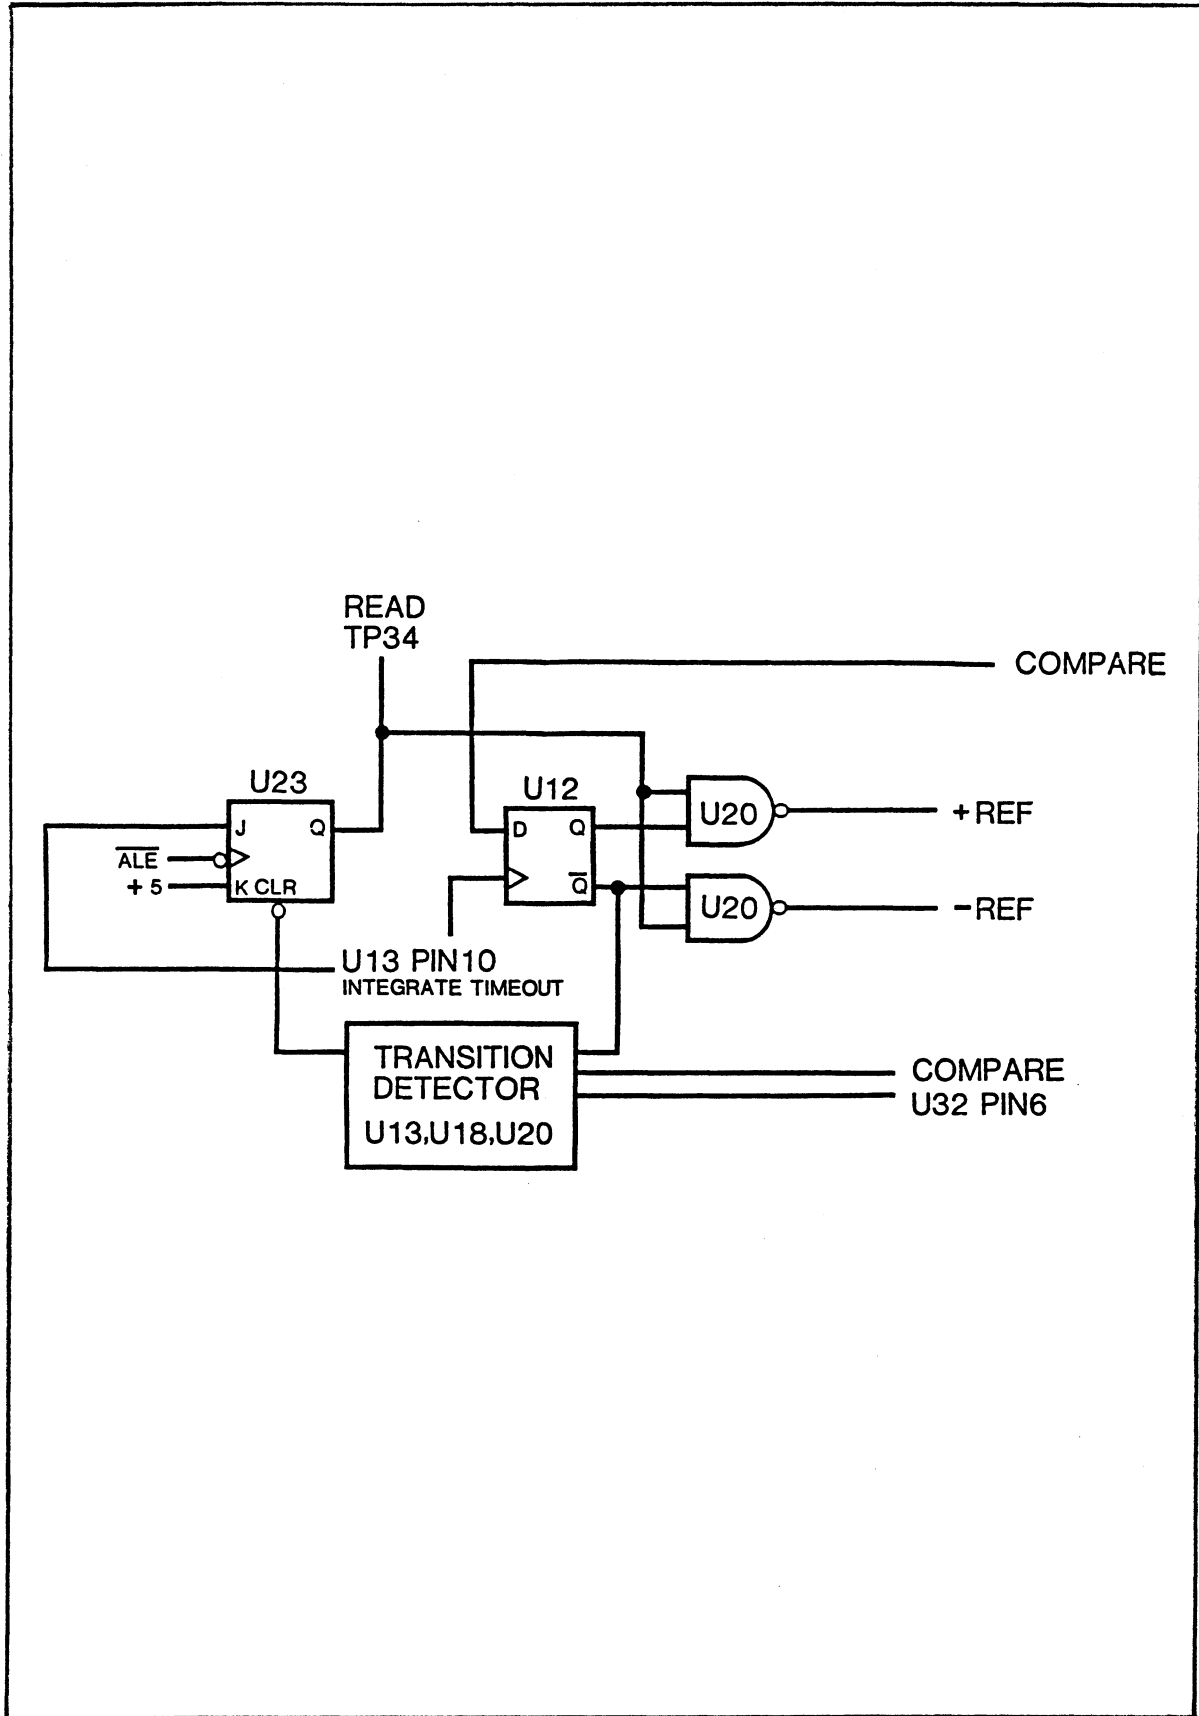 READ
TP34
COMPARE
U23
U12
J Q
D Q
U20
+REF
ALE
+5
K CLR
Q
U20
-REF
U13 PIN10
INTEGRATE TIMEOUT
TRANSITION
DETECTOR
U13,U18,U20
COMPARE
U32 PIN6